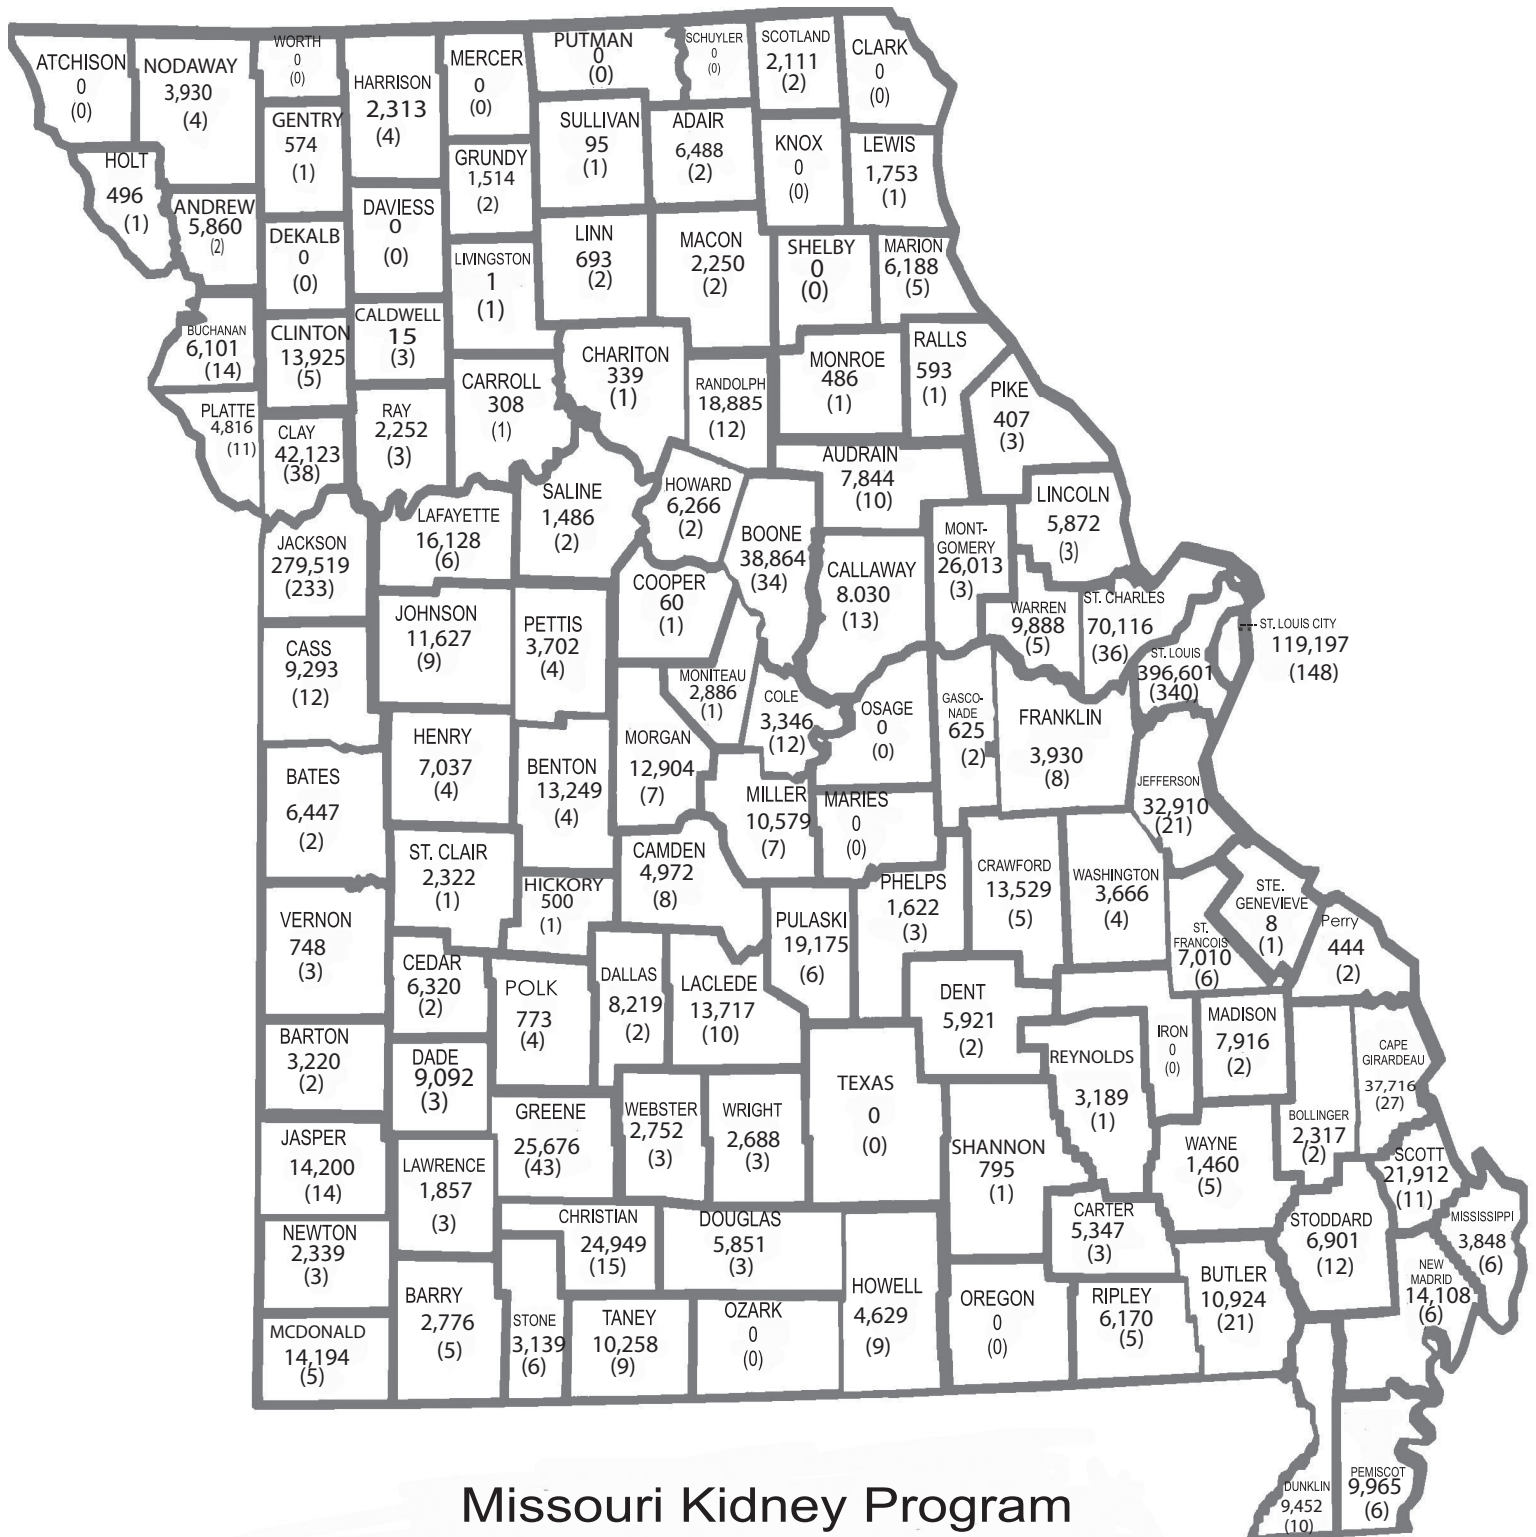 ATCHISON
0
(0)
NODAWAY
3,930
(4)
WORTH
0
(0)
HARRISON
2,313
(4)
MERCER
0
(0)
PUTMAN
0
(0)
SCHUYLER
0
(0)
SCOTLAND
2,111
(2)
CLARK
0
(0)
HOLT
496
(1)
ANDREW
5,860
(2)
GENTRY
574
(1)
DEKALB
0
(0)
DAVIESS
0
(0)
GRUNDY
1,514
(2)
SULLIVAN
95
(1)
ADAIR
6,488
(2)
KNOX
0
(0)
LEWIS
1,753
(1)
LIVINGSTON
1
(1)
LINN
693
(2)
MACON
2,250
(2)
SHELBY
0
(0)
MARION
6,188
(5)
BUCHANAN
6,101
(14)
CLINTON
13,925
(5)
CALDWELL
15
(3)
CARROLL
308
(1)
CHARITON
339
(1)
RANDOLPH
18,885
(12)
MONROE
486
(1)
RALLS
593
(1)
PIKE
407
(3)
PLATTE
4,816
(11)
CLAY
42,123
(38)
RAY
2,252
(3)
AUDRAIN
7,844
(10)
LINCOLN
5,872
(3)
JACKSON
279,519
(233)
LAFAYETTE
16,128
(6)
SALINE
1,486
(2)
HOWARD
6,266
(2)
BOONE
38,864
(34)
CALLAWAY
8.030
(13)
MONT-
GOMERY
26,013
(3)
WARREN
9,888
(5)
ST. CHARLES
70,116
(36)
ST. LOUIS
396,601
(340)
ST. LOUIS CITY
119,197
(148)
CASS
9,293
(12)
JOHNSON
11,627
(9)
PETTIS
3,702
(4)
COOPER
60
(1)
MONITEAU
2,886
(1)
COLE
3,346
(12)
OSAGE
0
(0)
GASCO-
NADE
625
(2)
FRANKLIN
3,930
(8)
JEFFERSON
32,910
(21)
BATES
6,447
(2)
HENRY
7,037
(4)
BENTON
13,249
(4)
MORGAN
12,904
(7)
MILLER
10,579
(7)
MARIES
0
(0)
ST. CLAIR
2,322
(1)
HICKORY
500
(1)
CAMDEN
4,972
(8)
PULASKI
19,175
(6)
PHELPS
1,622
(3)
CRAWFORD
13,529
(5)
WASHINGTON
3,666
(4)
ST.
FRANCOIS
7,010
(6)
STE.
GENEVIEVE
8
(1)
Perry
444
(2)
VERNON
748
(3)
CEDAR
6,320
(2)
POLK
773
(4)
DALLAS
8,219
(2)
LACLEDE
13,717
(10)
DENT
5,921
(2)
IRON
0
(0)
MADISON
7,916
(2)
BARTON
3,220
(2)
DADE
9,092
(3)
REYNOLDS
3,189
(1)
CAPE
GIRARDEAU
37,716
(27)
BOLLINGER
2,317
(2)
JASPER
14,200
(14)
LAWRENCE
1,857
(3)
GREENE
25,676
(43)
WEBSTER
2,752
(3)
WRIGHT
2,688
(3)
TEXAS
0
(0)
SHANNON
795
(1)
WAYNE
1,460
(5)
SCOTT
21,912
(11)
MISSISSIPPI
3,848
(6)
NEWTON
2,339
(3)
CHRISTIAN
24,949
(15)
DOUGLAS
5,851
(3)
CARTER
5,347
(3)
STODDARD
6,901
(12)
NEW
MADRID
14,108
(6)
MCDONALD
14,194
(5)
BARRY
2,776
(5)
STONE
3,139
(6)
TANEY
10,258
(9)
OZARK
0
(0)
HOWELL
4,629
(9)
OREGON
0
(0)
RIPLEY
6,170
(5)
BUTLER
10,924
(21)
DUNKLIN
9,452
(10)
PEMISCOT
9,965
(6)
Missouri Kidney Program